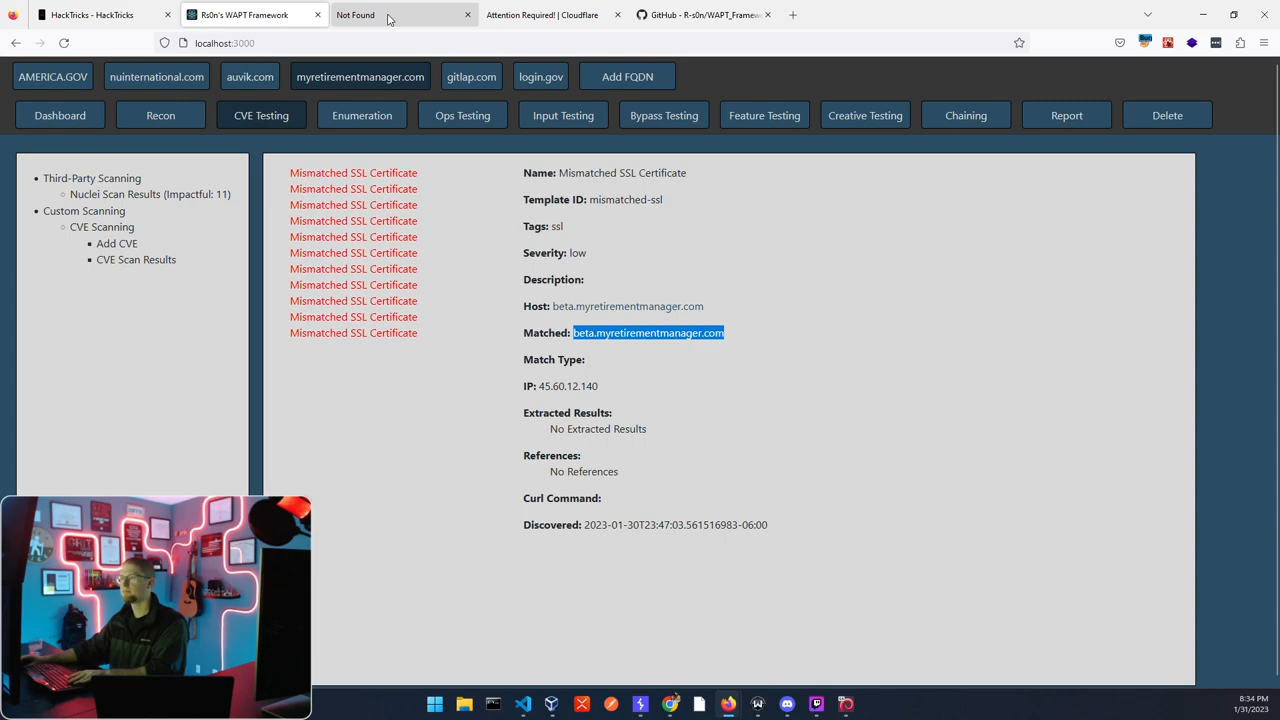 HackTricks - HackTricks
Rs0n's WAPT Framework
Not Found
Attention Required! | Cloudflare
GitHub - R-s0n/WAPT_Framew
localhost:3000
AMERICA.GOV
nuinternational.com
auvik.com
myretirementmanager.com
gitlap.com
login.gov
Add FQDN
Dashboard
Recon
CVE Testing
Enumeration
Ops Testing
Input Testing
Bypass Testing
Feature Testing
Creative Testing
Chaining
Report
Delete
Third-Party Scanning
Nuclei Scan Results (Impactful: 11)
Custom Scanning
CVE Scanning
Add CVE
CVE Scan Results
Mismatched SSL Certificate
Mismatched SSL Certificate
Mismatched SSL Certificate
Mismatched SSL Certificate
Mismatched SSL Certificate
Mismatched SSL Certificate
Mismatched SSL Certificate
Mismatched SSL Certificate
Mismatched SSL Certificate
Mismatched SSL Certificate
Mismatched SSL Certificate
Name: Mismatched SSL Certificate
Template ID: mismatched-ssl
Tags: ssl
Severity: low
Description:
Host: beta.myretirementmanager.com
Matched: beta.myretirementmanager.com
Match Type:
IP: 45.60.12.140
Extracted Results:
No Extracted Results
References:
No References
Curl Command:
Discovered: 2023-01-30T23:47:03.561516983-06:00
8:34 PM
1/31/2023